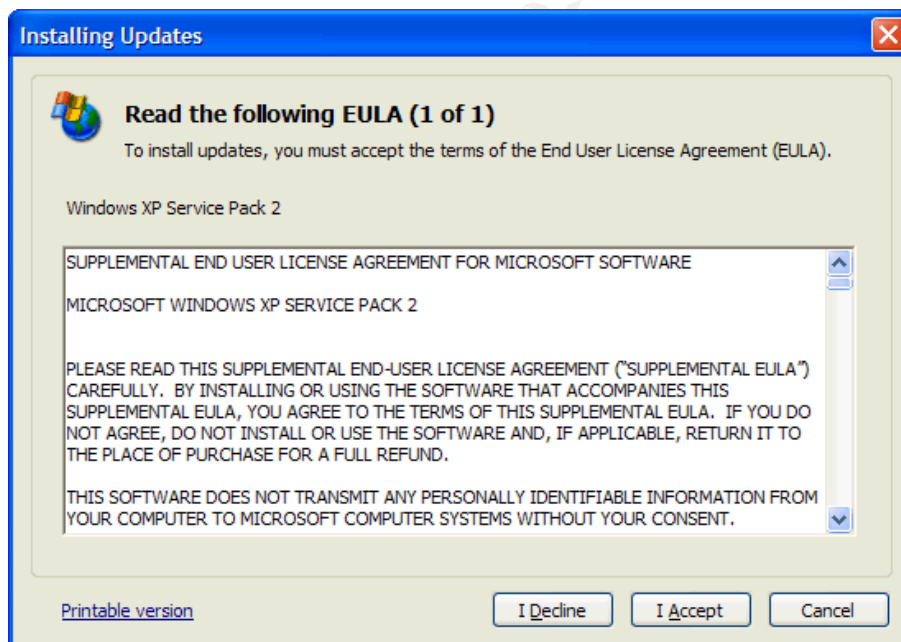 Installing Updates
Read the following EULA (1 of 1)
To install updates, you must accept the terms of the End User License Agreement (EULA).
Windows XP Service Pack 2
SUPPLEMENTAL END USER LICENSE AGREEMENT FOR MICROSOFT SOFTWARE
MICROSOFT WINDOWS XP SERVICE PACK 2
PLEASE READ THIS SUPPLEMENTAL END-USER LICENSE AGREEMENT ("SUPPLEMENTAL EULA")
CAREFULLY.  BY INSTALLING OR USING THE SOFTWARE THAT ACCOMPANIES THIS
SUPPLEMENTAL EULA, YOU AGREE TO THE TERMS OF THIS SUPPLEMENTAL EULA.  IF YOU DO
NOT AGREE, DO NOT INSTALL OR USE THE SOFTWARE AND, IF APPLICABLE, RETURN IT TO
THE PLACE OF PURCHASE FOR A FULL REFUND.
THIS SOFTWARE DOES NOT TRANSMIT ANY PERSONALLY IDENTIFIABLE INFORMATION FROM
YOUR COMPUTER TO MICROSOFT COMPUTER SYSTEMS WITHOUT YOUR CONSENT.
Printable version
I Decline
I Accept
Cancel